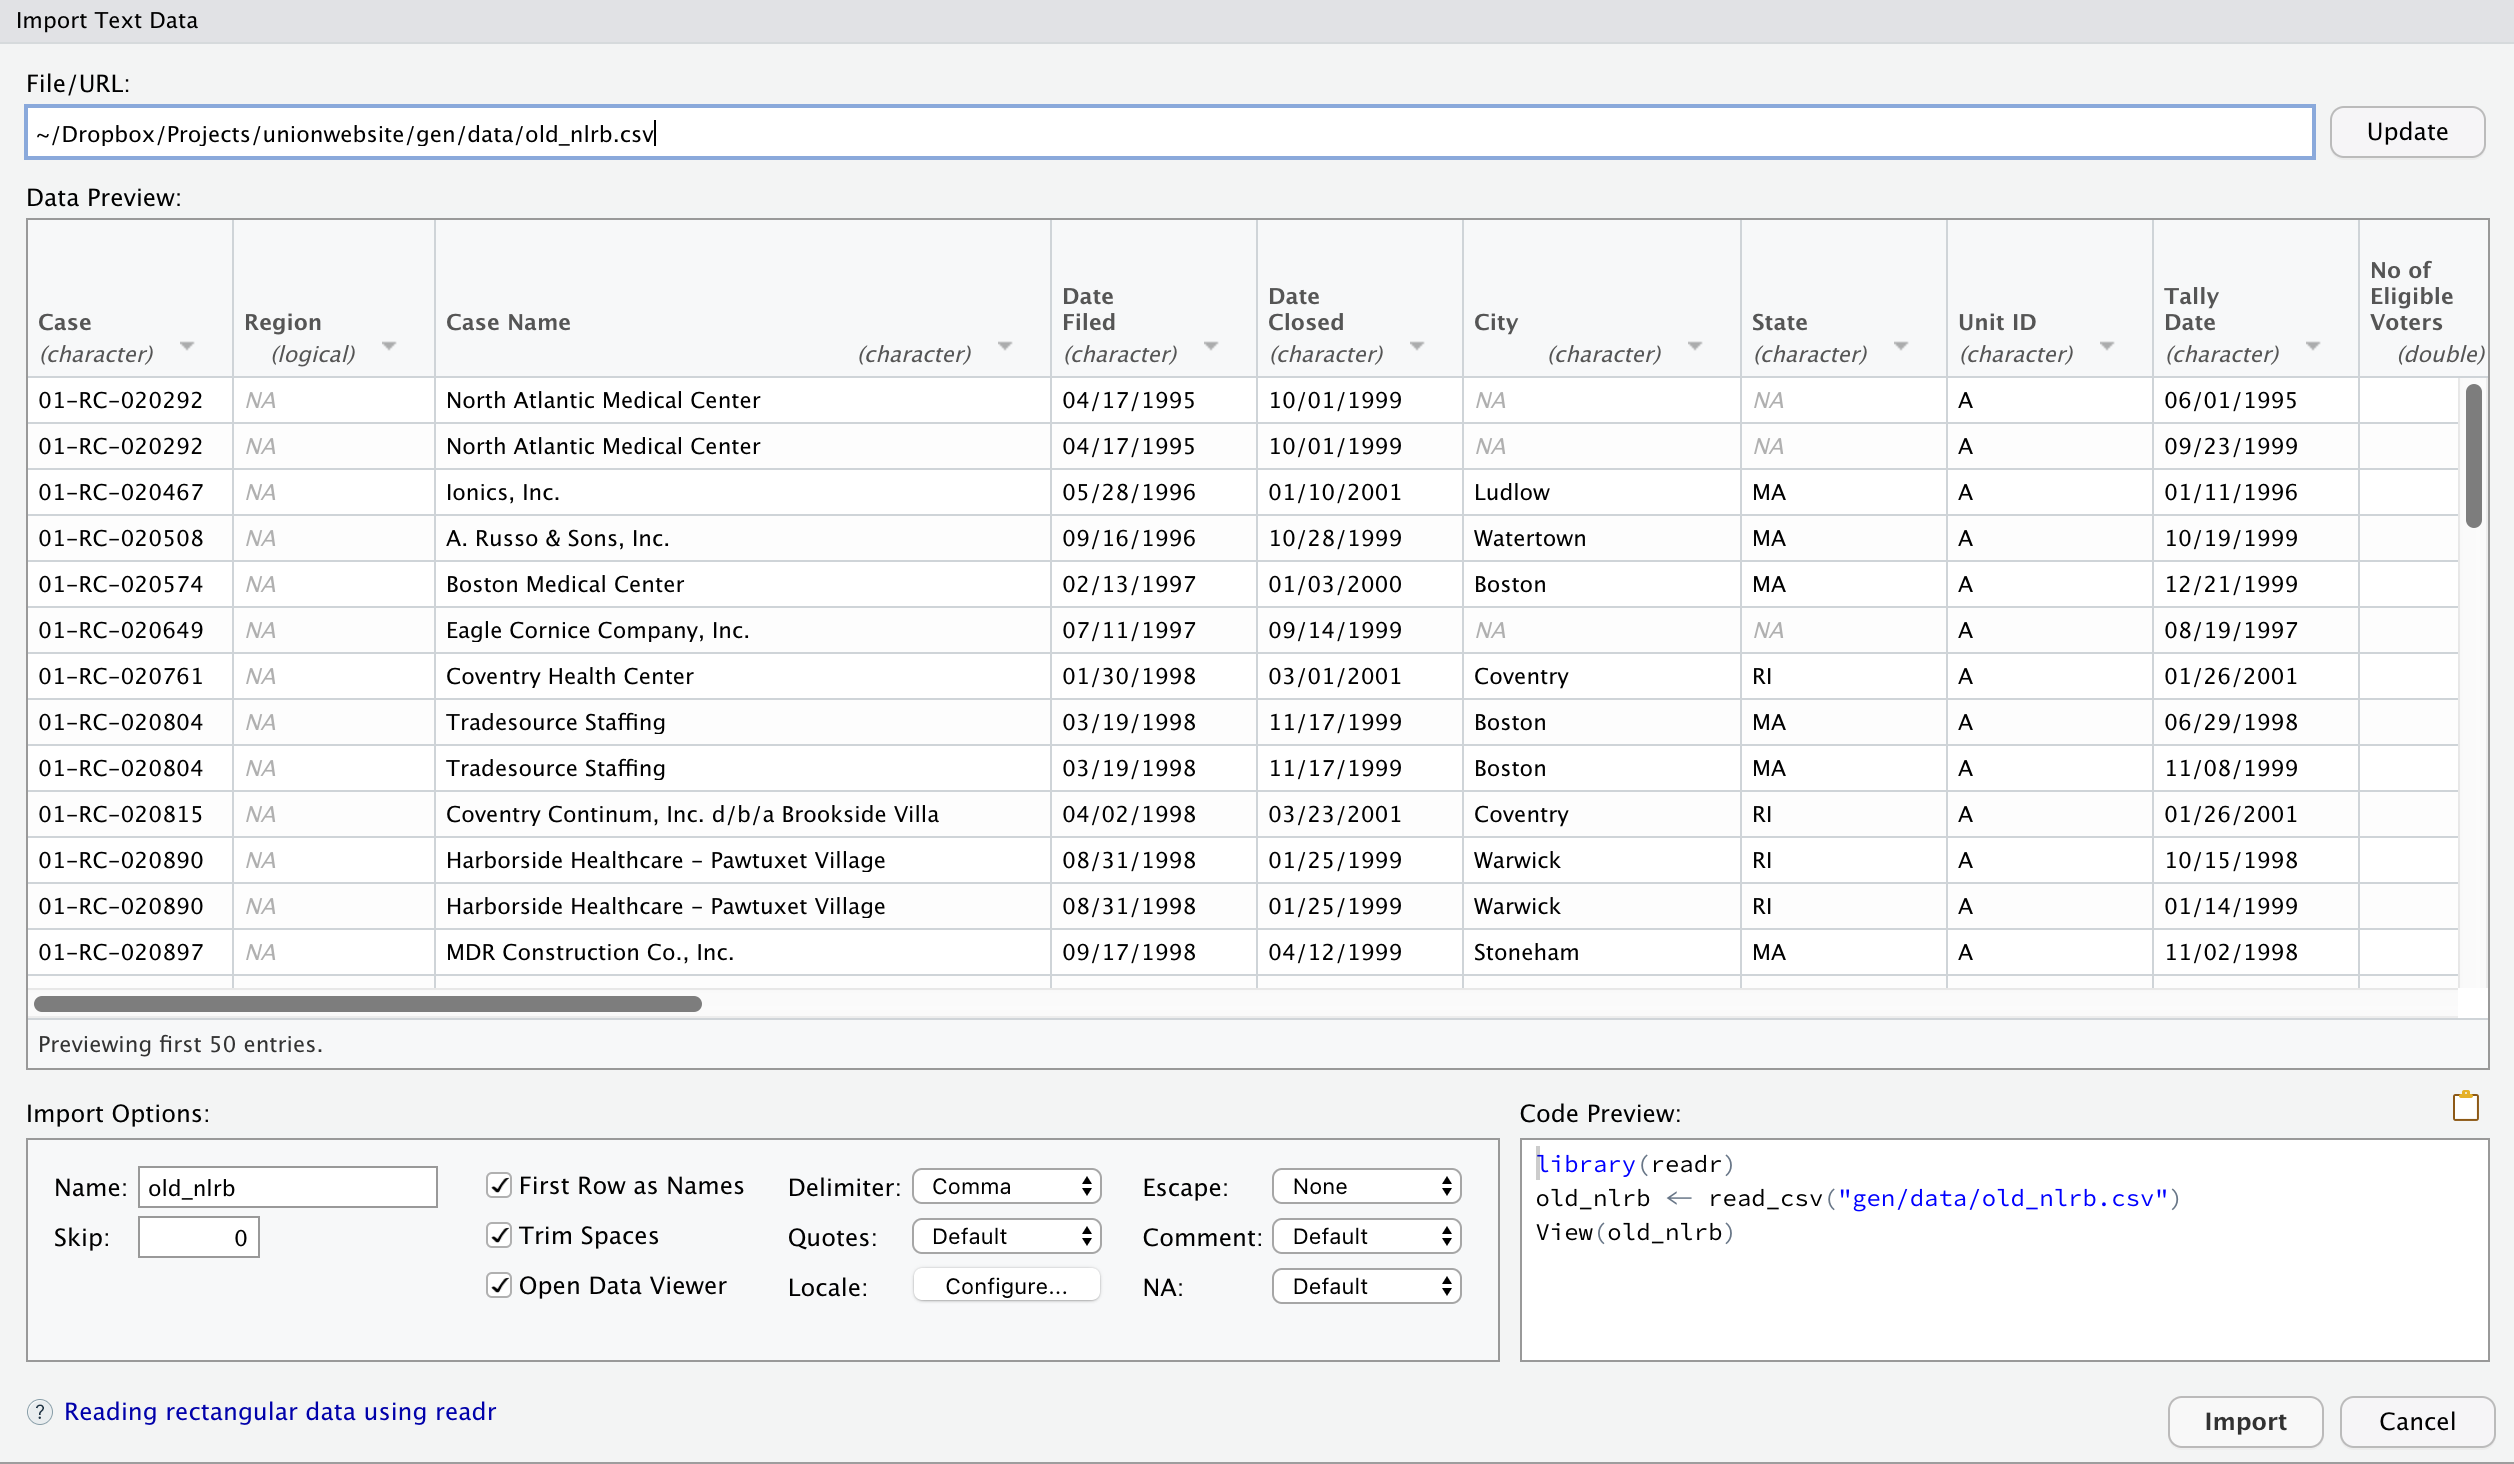 Import Text Data
File/URL:
~/Dropbox/Projects/unionwebsite/gen/data/old_nlrb.csv
Update
Data Preview:
Case (character) Region (logical) Case Name (character) Date Filed (character) Date Closed (character) City (character) State (character) Unit ID (character) Tally Date (character) No of Eligible Voters (double)
01-RC-020292 NA North Atlantic Medical Center 04/17/1995 10/01/1999 NA NA A 06/01/1995
01-RC-020292 NA North Atlantic Medical Center 04/17/1995 10/01/1999 NA NA A 09/23/1999
01-RC-020467 NA Ionics, Inc. 05/28/1996 01/10/2001 Ludlow MA A 01/11/1996
01-RC-020508 NA A. Russo & Sons, Inc. 09/16/1996 10/28/1999 Watertown MA A 10/19/1999
01-RC-020574 NA Boston Medical Center 02/13/1997 01/03/2000 Boston MA A 12/21/1999
01-RC-020649 NA Eagle Cornice Company, Inc. 07/11/1997 09/14/1999 NA NA A 08/19/1997
01-RC-020761 NA Coventry Health Center 01/30/1998 03/01/2001 Coventry RI A 01/26/2001
01-RC-020804 NA Tradesource Staffing 03/19/1998 11/17/1999 Boston MA A 06/29/1998
01-RC-020804 NA Tradesource Staffing 03/19/1998 11/17/1999 Boston MA A 11/08/1999
01-RC-020815 NA Coventry Continum, Inc. d/b/a Brookside Villa 04/02/1998 03/23/2001 Coventry RI A 01/26/2001
01-RC-020890 NA Harborside Healthcare - Pawtuxet Village 08/31/1998 01/25/1999 Warwick RI A 10/15/1998
01-RC-020890 NA Harborside Healthcare - Pawtuxet Village 08/31/1998 01/25/1999 Warwick RI A 01/14/1999
01-RC-020897 NA MDR Construction Co., Inc. 09/17/1998 04/12/1999 Stoneham MA A 11/02/1998
Previewing first 50 entries.
Import Options:
Name: old_nlrb
Skip: 0
First Row as Names
Trim Spaces
Open Data Viewer
Delimiter: Comma
Quotes: Default
Locale: Configure...
Escape: None
Comment: Default
NA: Default
Code Preview:
library(readr)
old_nlrb <- read_csv("gen/data/old_nlrb.csv")
View(old_nlrb)
? Reading rectangular data using readr
Import
Cancel